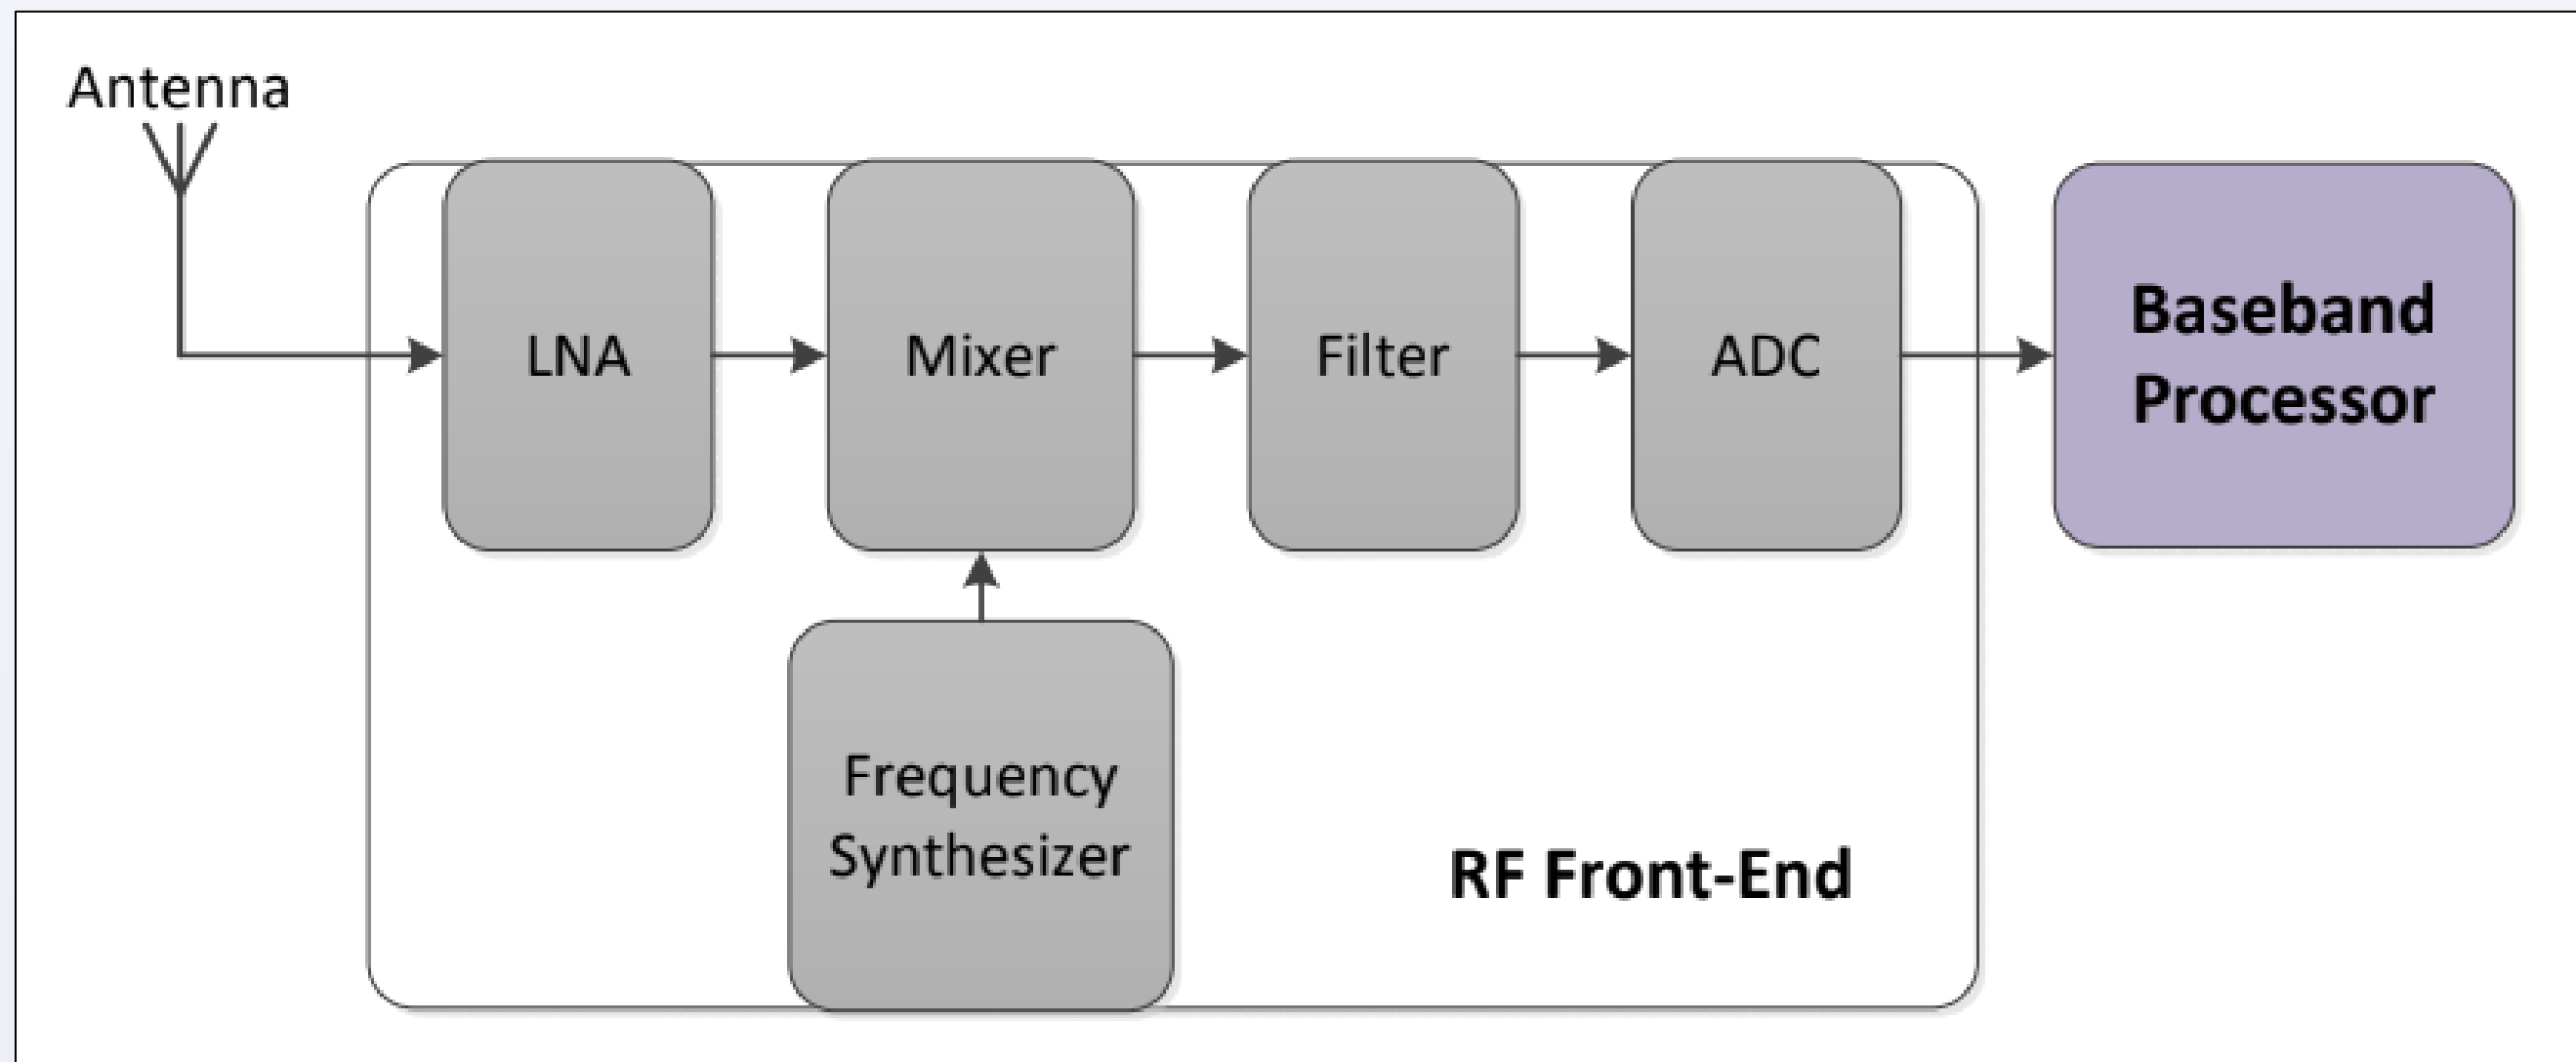 Antenna
LNA
Mixer
Filter
ADC
Baseband
Processor
Frequency
Synthesizer
RF Front-End